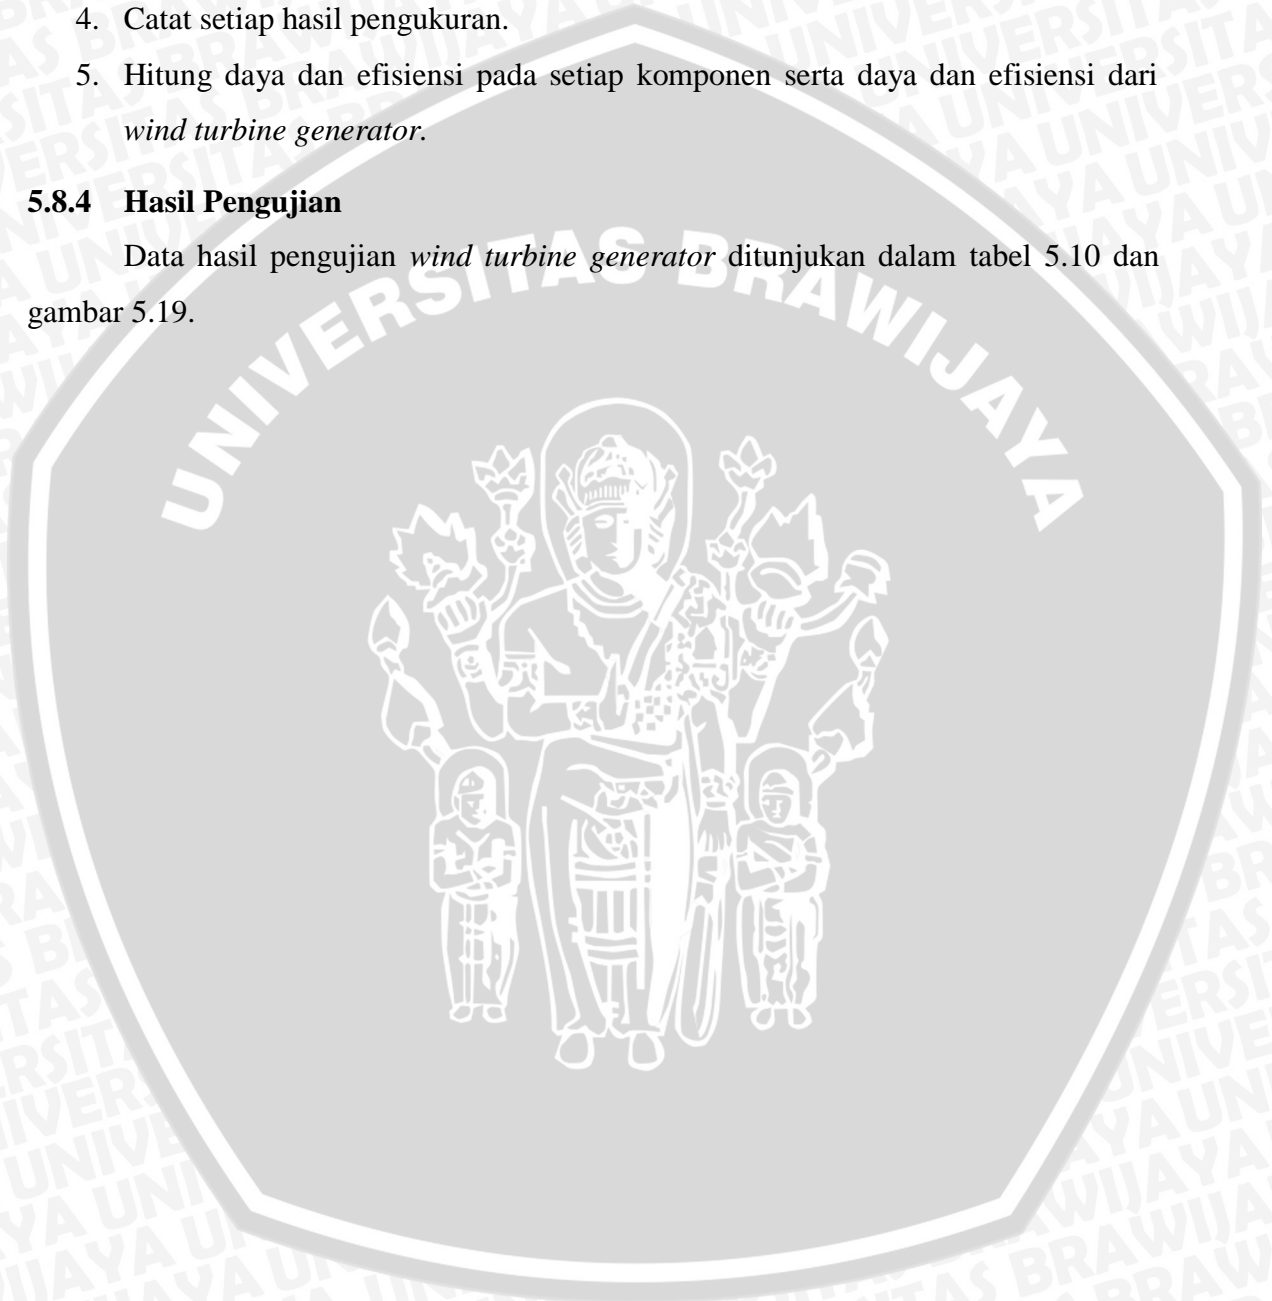 4. Catat setiap hasil pengukuran.
5. Hitung daya dan efisiensi pada setiap komponen serta daya dan efisiensi dari
wind turbine generator.
5.8.4 Hasil Pengujian
Data hasil pengujian wind turbine generator ditunjukan dalam tabel 5.10 dan
gambar 5.19.
UNIVERSITAS BRAWIJAYA